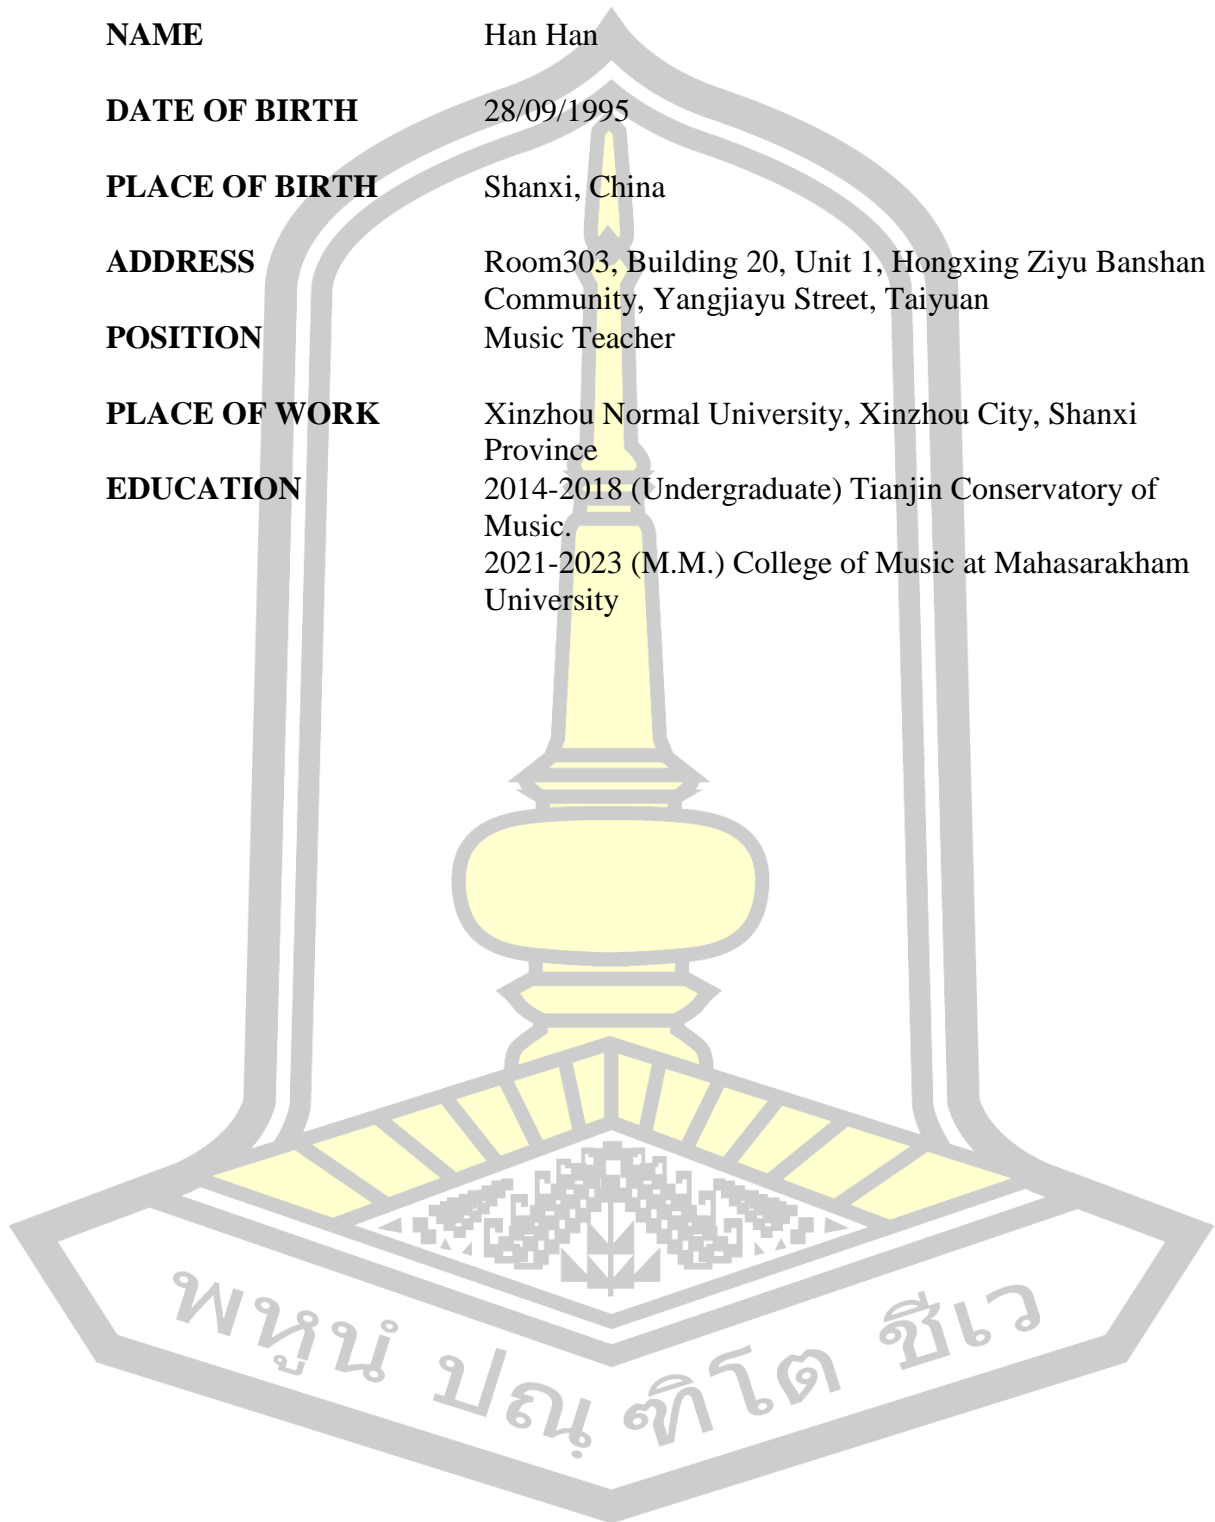 NAME Han Han
DATE OF BIRTH 28/09/1995
PLACE OF BIRTH Shanxi, China
ADDRESS Room303, Building 20, Unit 1, Hongxing Ziyu Banshan
Community, Yangjiayu Street, Taiyuan
POSITION Music Teacher
PLACE OF WORK Xinzhou Normal University, Xinzhou City, Shanxi
Province
EDUCATION 2014-2018 (Undergraduate) Tianjin Conservatory of
Music.
2021-2023 (M.M.) College of Music at Mahasarakham
University
พหูนํ ปณฺ ฑิโต ชีเว